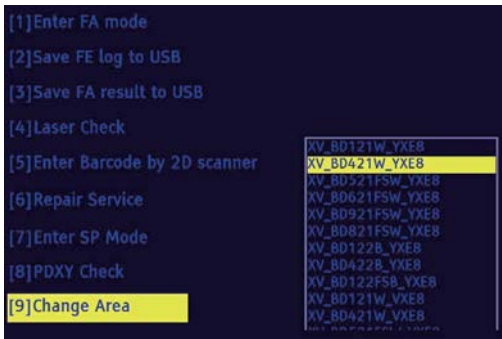 [1]Enter FA mode
[2]Save FE log to USB
[3]Save FA result to USB
[4]Laser Check
[5]Enter Barcode by 2D scanner
[6]Repair Service
[7]Enter SP Mode
[8]PDXY Check
[9]Change Area
XV_BD121W_YXE8
XV_BD421W_YXE8
XV_BD521FSW_YXE8
XV_BD621FSW_YXE8
XV_BD921FSW_YXE8
XV_BD821FSW_YXE8
XV_BD122B_YXE8
XV_BD422B_YXE8
XV_BD122FSB_YXE8
XV_BD121W_VXE8
XV_BD421W_VXE8